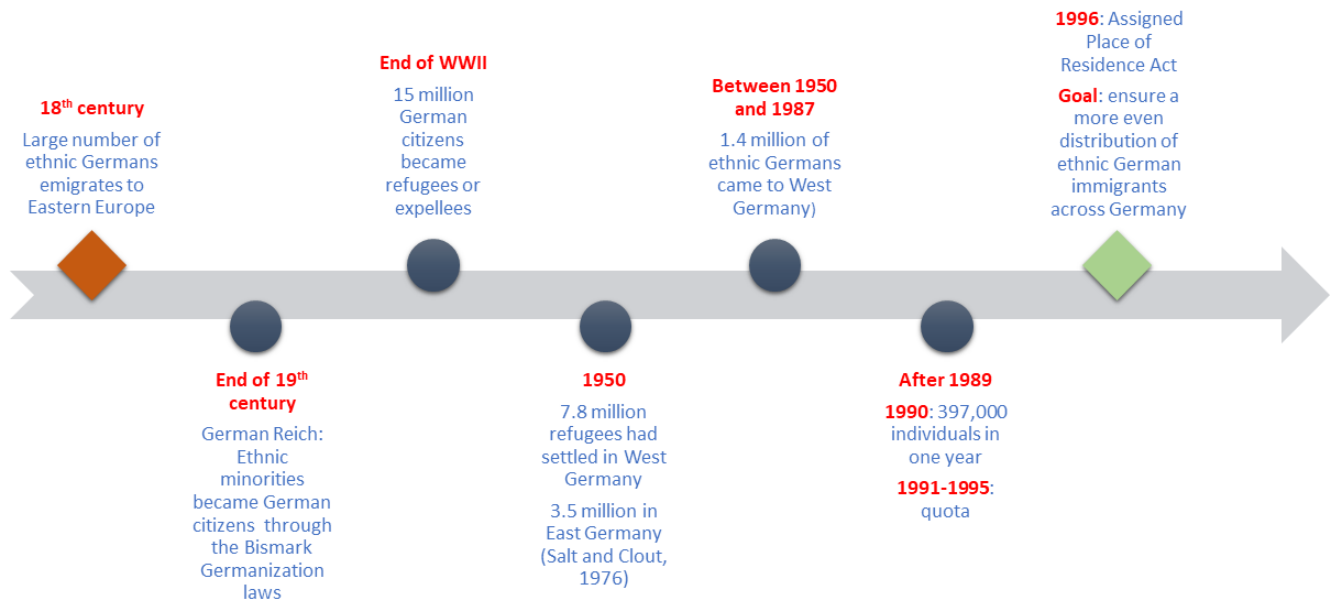 18th century
Large number of
ethnic Germans
emigrates to
Eastern Europe
End of 19th
century
German Reich:
Ethnic
minorities
became German
citizens through
the Bismark
Germanization
laws
End of WWII
15 million
German
citizens
became
refugees or
expellees
1950
7.8 million
refugees had
settled in West
Germany
3.5 million in
East Germany
(Salt and Clout,
1976)
Between 1950
and 1987
1.4 million of
ethnic Germans
came to West
Germany)
After 1989
1990: 397,000
individuals in
one year
1991-1995:
quota
1996: Assigned
Place of
Residence Act
Goal: ensure a
more even
distribution of
ethnic German
immigrants
across Germany